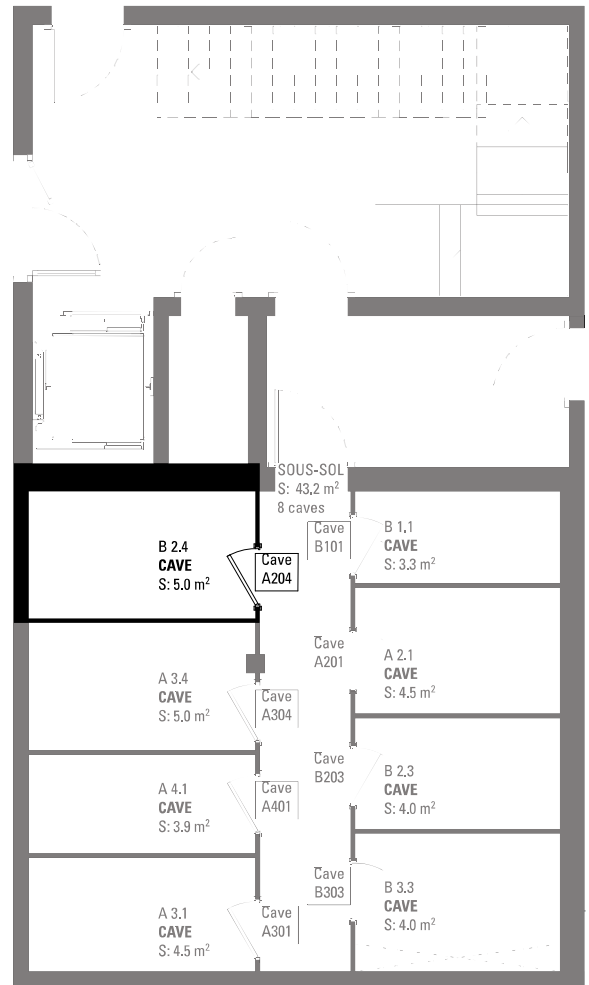 SOUS-SOL
S: 43,2 m²
8 caves
B 2.4
CAVE
S: 5.0 m²
Cave
A204
Cave
B101
B 1.1
CAVE
S: 3.3 m²
Cave
A201
A 2.1
CAVE
S: 4.5 m²
A 3.4
CAVE
S: 5.0 m²
Cave
A304
Cave
B203
B 2.3
CAVE
S: 4.0 m²
A 4.1
CAVE
S: 3.9 m²
Cave
A401
Cave
B303
B 3.3
CAVE
S: 4.0 m²
A 3.1
CAVE
S: 4.5 m²
Cave
A301